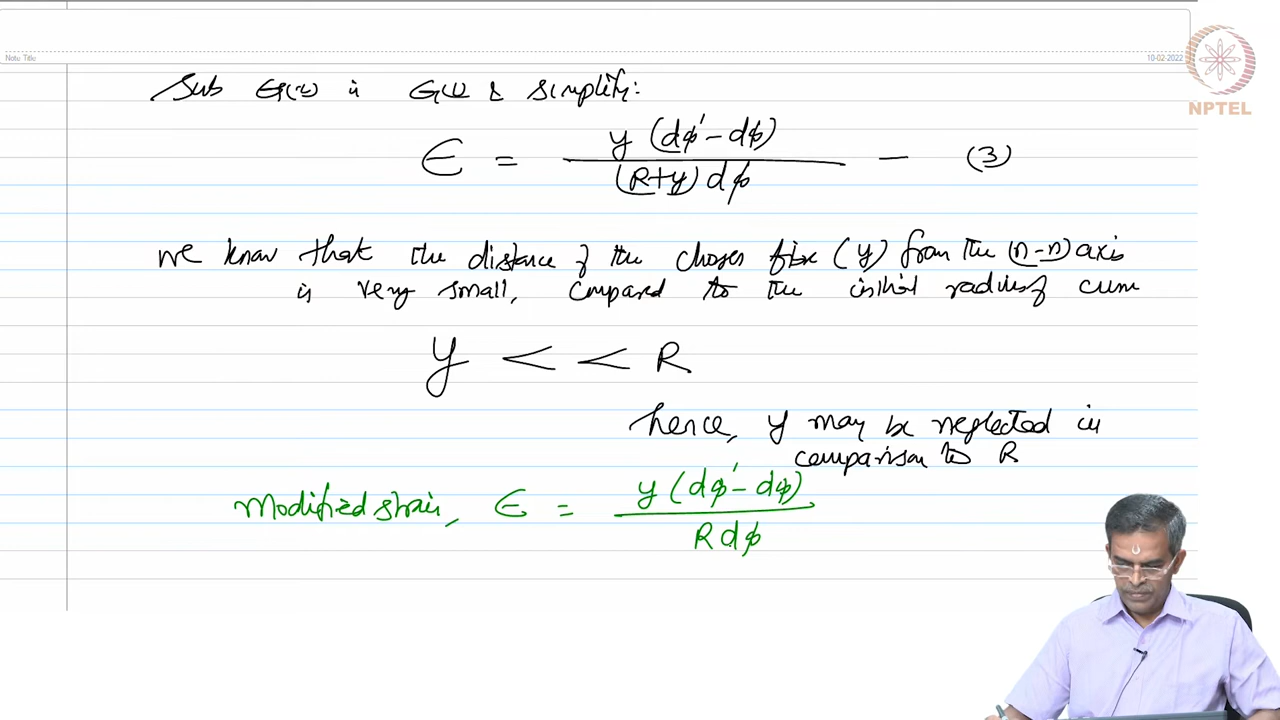 Note Title
10-02-2022
NPTEL
Sub Eq(2) in Eq(1) & simplify:
ϵ = y (dφ' - dφ) / (R+y) dφ — (3)
we know that the distance of the chosen fibre (y) from the (n-n) axis
is very small, compared to the initial radius of curve
y << R
hence, y may be neglected in
comparison to R
Modified strain, ϵ = y (dφ' - dφ) / R dφ